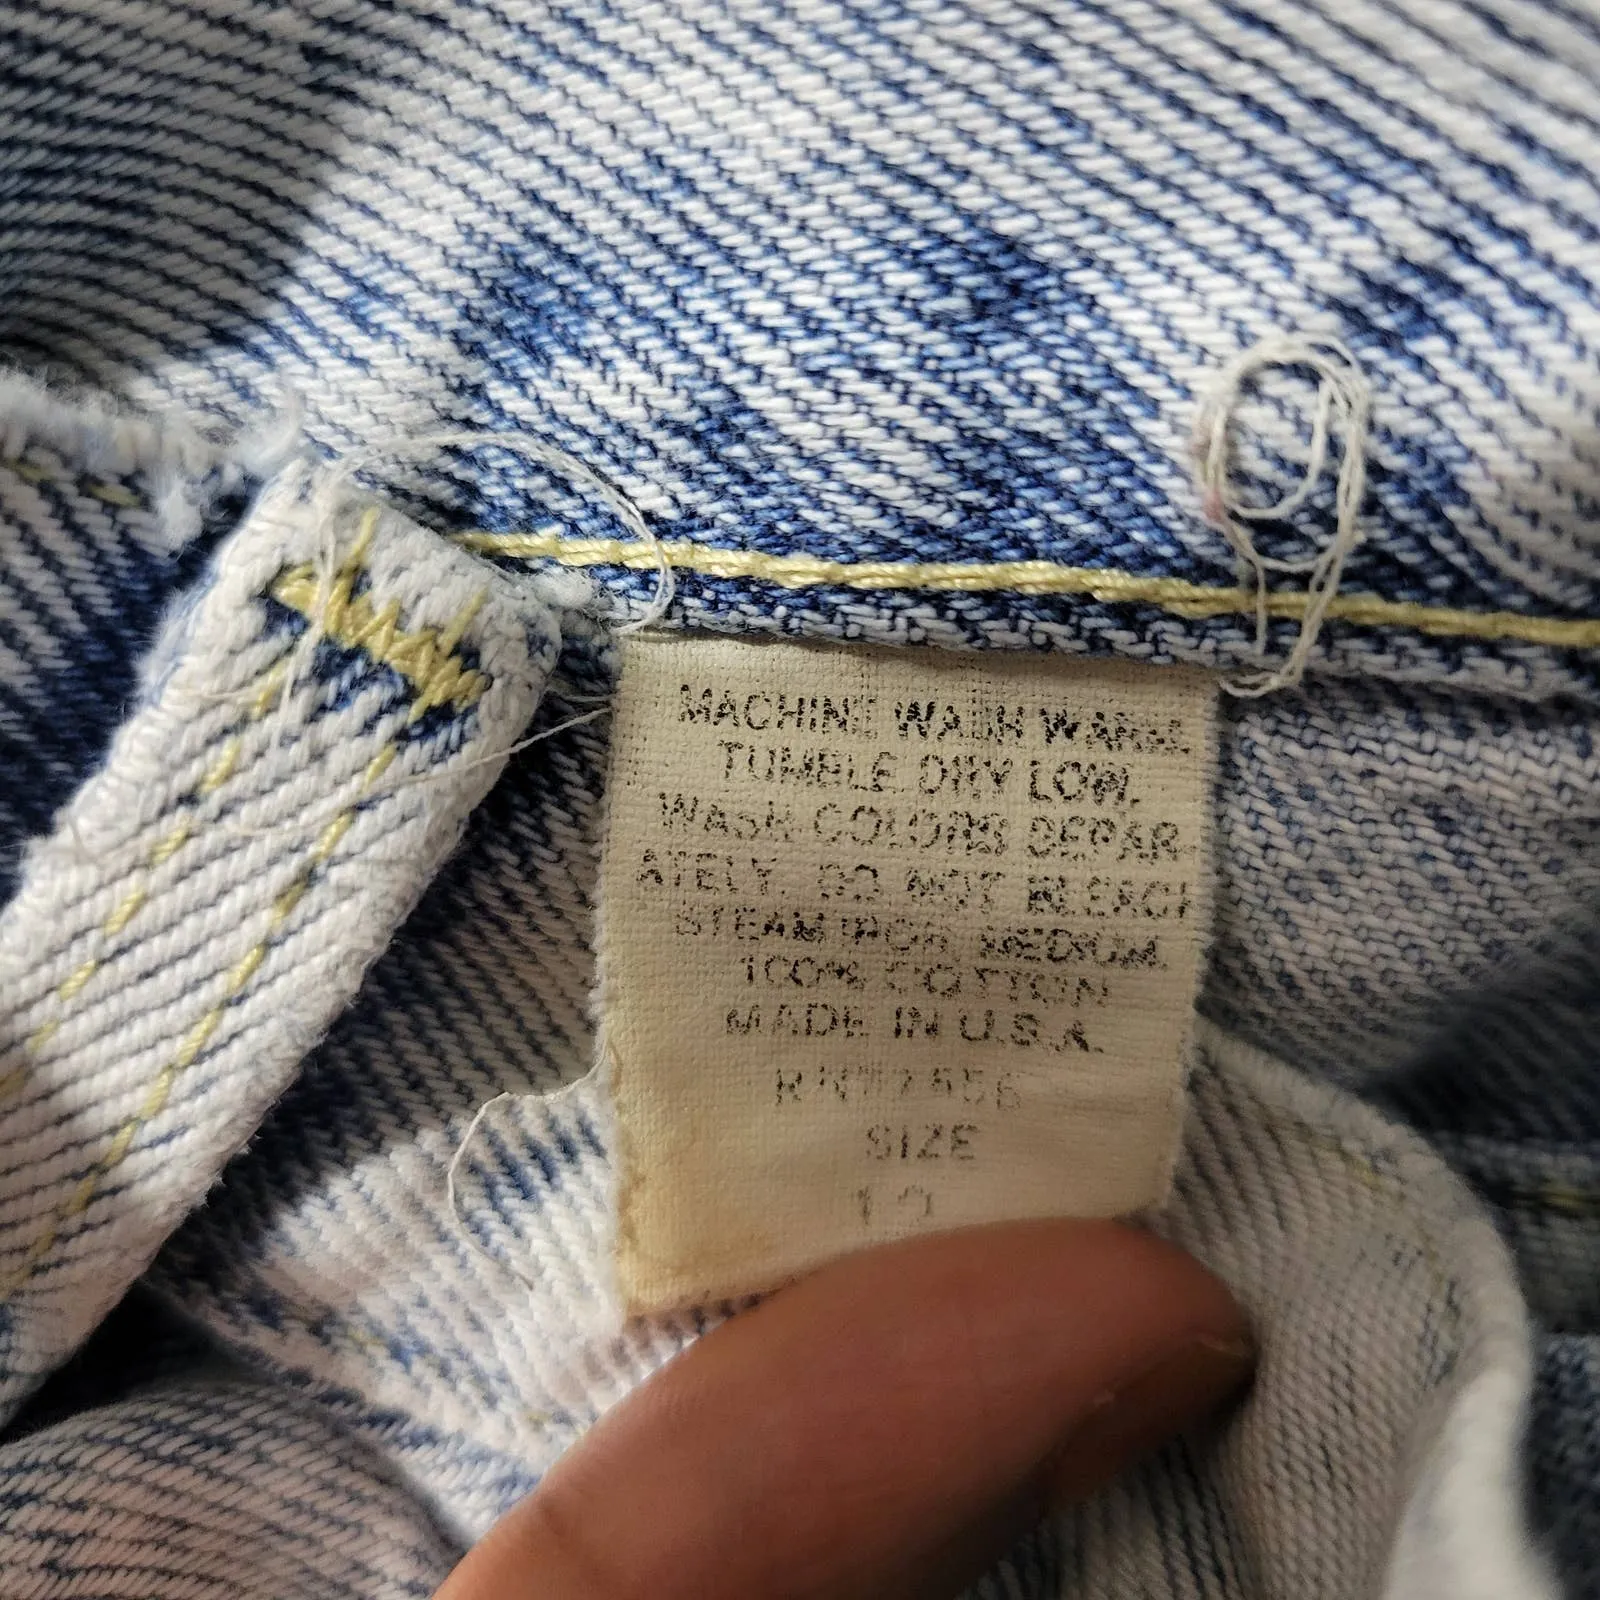 MACHINE WASH WARM.
TUMBLE DRY LOW.
WASH COLORS SEPAR-
ATELY. DO NOT BLEACH
STEAM IRON MEDIUM.
100% COTTON
MADE IN U.S.A.
SIZE